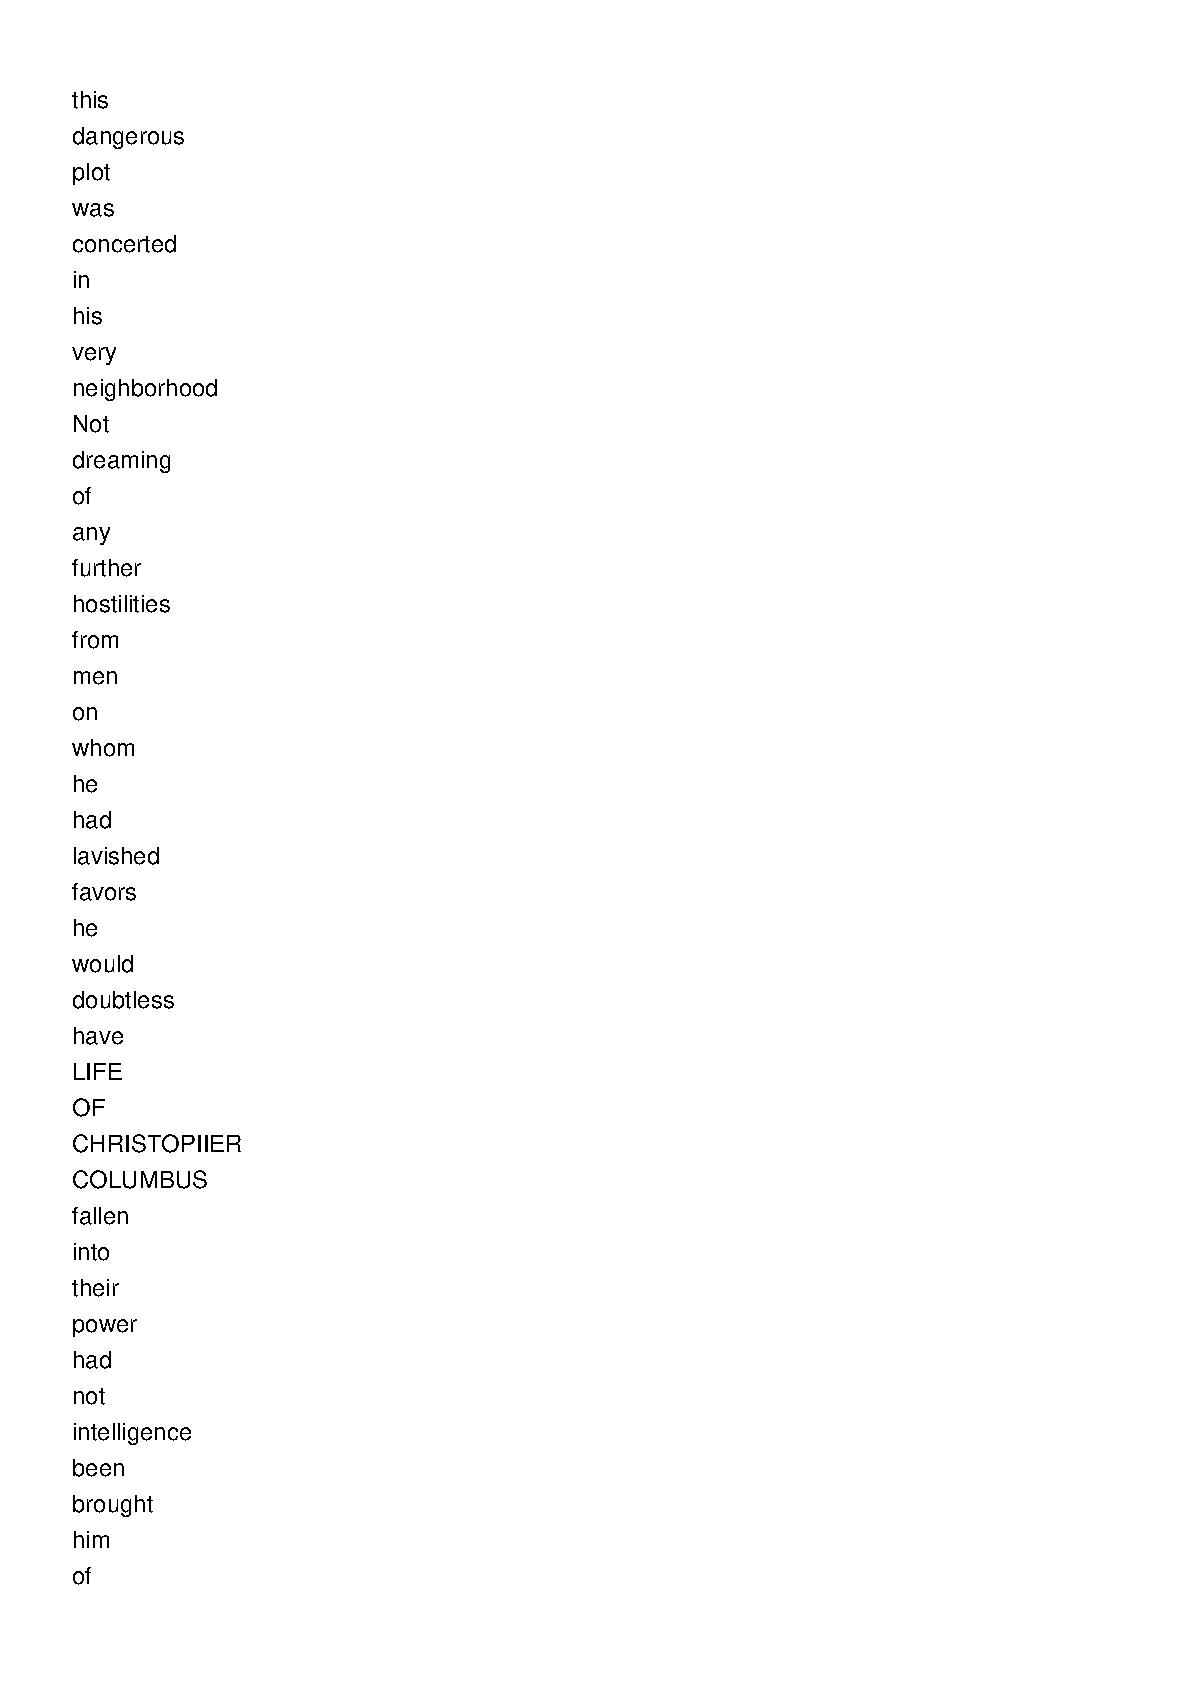 this
dangerous
plot
was
concerted
in
his
very
neighborhood
Not
dreaming
of
any
further
hostilities
from
men
on
whom
he
had
lavished
favors
he
would
doubtless
have
LIFE
OF
CHRISTOPIIER
COLUMBUS
fallen
into
their
power
had
not
intelligence
been
brought
him
of